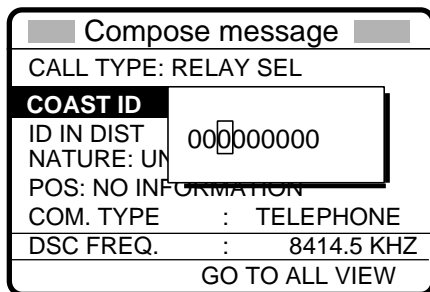 Compose message
CALL TYPE: RELAY SEL
COAST ID
000000000
ID IN DIST
NATURE: UN
POS: NO INFORMATION
COM. TYPE : TELEPHONE
DSC FREQ. : 8414.5 KHZ
GO TO ALL VIEW